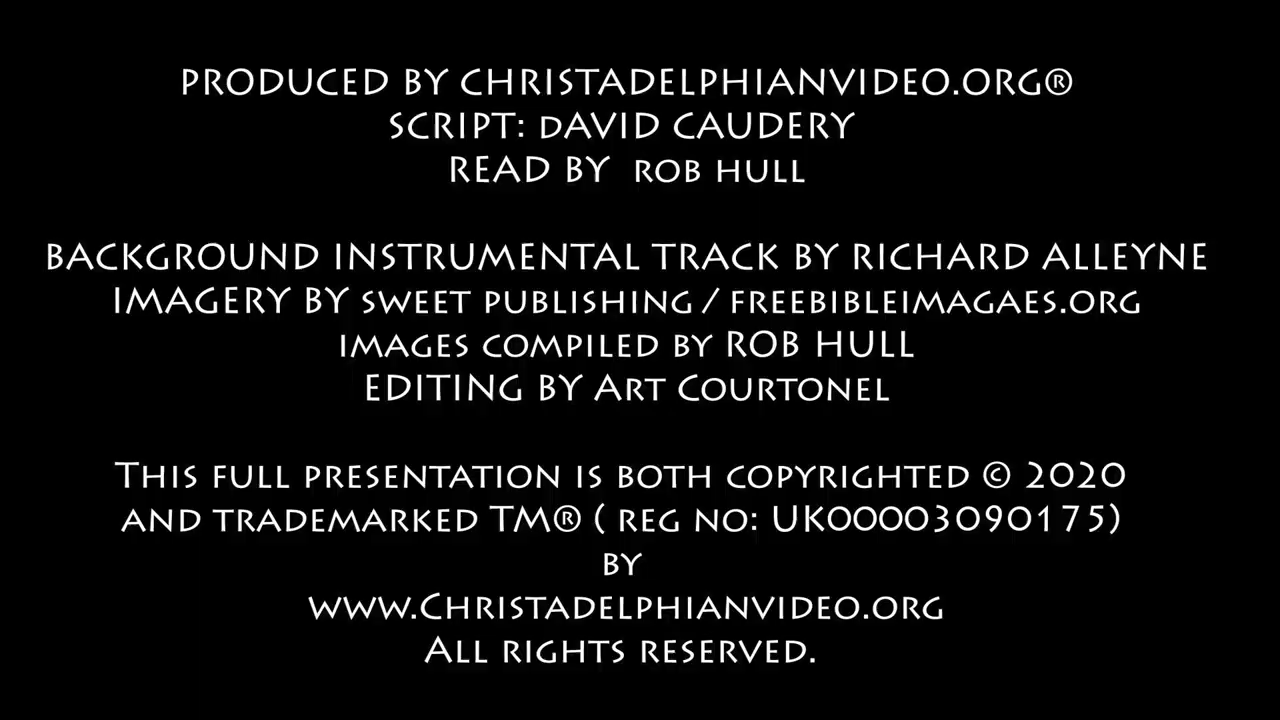 PRODUCED BY CHRISTADELPHIANVIDEO.ORG®
SCRIPT: DAVID CAUDERY
READ BY ROB HULL
BACKGROUND INSTRUMENTAL TRACK BY RICHARD ALLEYNE
IMAGERY BY SWEET PUBLISHING / FREEBIBLEIMAGAES.ORG
IMAGES COMPILED BY ROB HULL
EDITING BY ART COURTONEL
THIS FULL PRESENTATION IS BOTH COPYRIGHTED © 2020
AND TRADEMARKED TM® ( REG NO: UK00003090175)
BY
WWW.CHRISTADELPHIANVIDEO.ORG
ALL RIGHTS RESERVED.